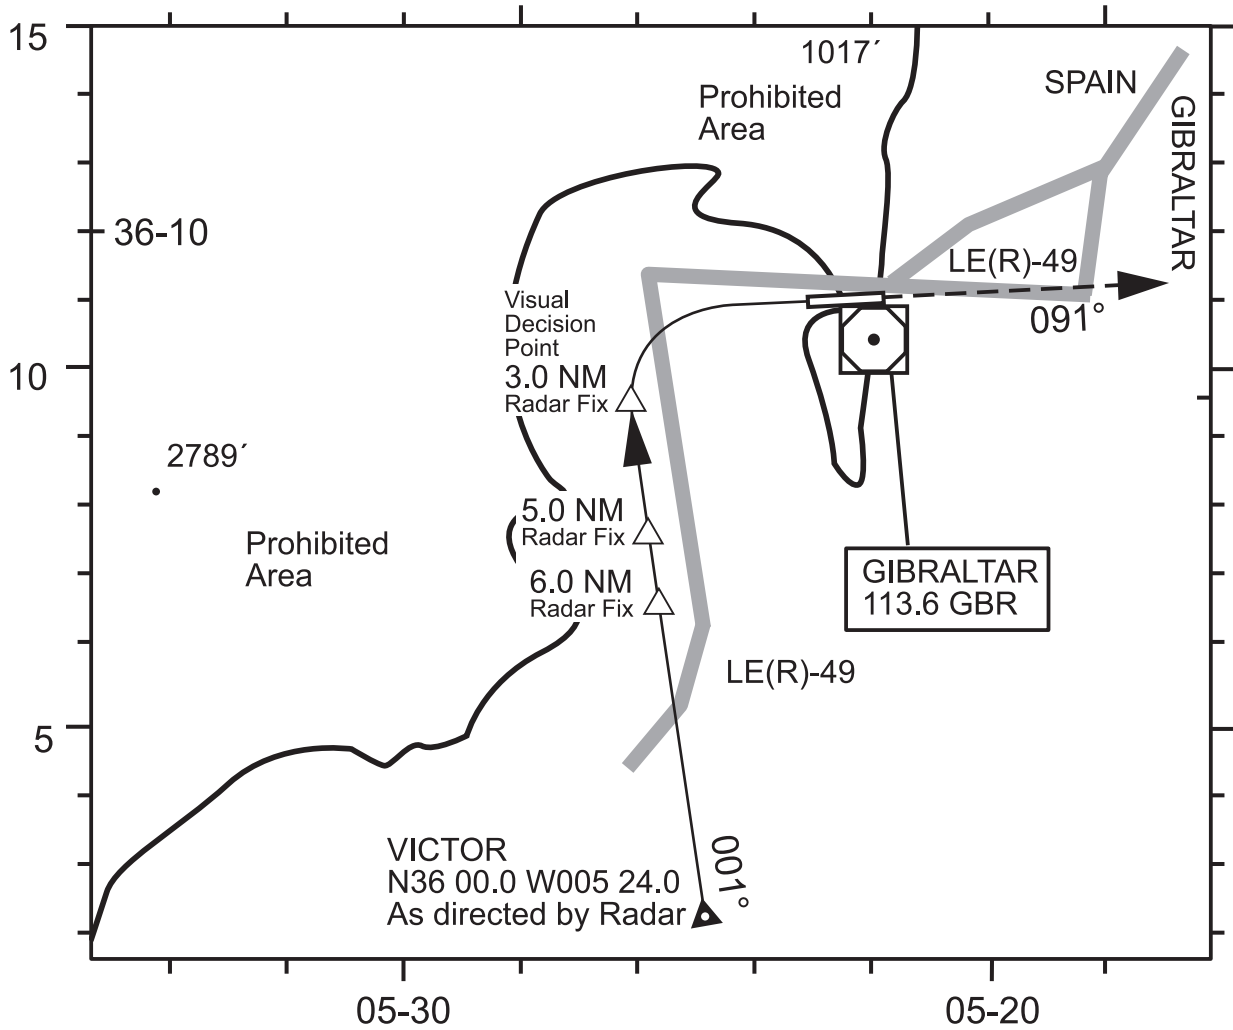 15
1017´
SPAIN
Prohibited
Area
GIBRALTAR
36-10
LE(R)-49
Visual
Decision
Point
3.0 NM
Radar Fix
091°
10
2789´
5.0 NM
Radar Fix
Prohibited
Area
6.0 NM
Radar Fix
GIBRALTAR
113.6 GBR
LE(R)-49
5
VICTOR
N36 00.0 W005 24.0
As directed by Radar
001°
05-30
05-20